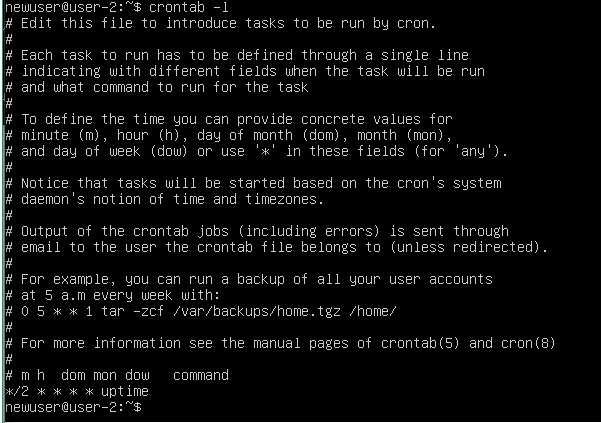 newuser@user-2:~$ crontab -l
# Edit this file to introduce tasks to be run by cron.
#
# Each task to run has to be defined through a single line
# indicating with different fields when the task will be run
# and what command to run for the task
#
# To define the time you can provide concrete values for
# minute (m), hour (h), day of month (dom), month (mon),
# and day of week (dow) or use '*' in these fields (for 'any').
#
# Notice that tasks will be started based on the cron's system
# daemon's notion of time and timezones.
#
# Output of the crontab jobs (including errors) is sent through
# email to the user the crontab file belongs to (unless redirected).
#
# For example, you can run a backup of all your user accounts
# at 5 a.m every week with:
# 0 5 * * 1 tar -zcf /var/backups/home.tgz /home/
#
# For more information see the manual pages of crontab(5) and cron(8)
#
# m h  dom mon dow   command
*/2 * * * * uptime
newuser@user-2:~$